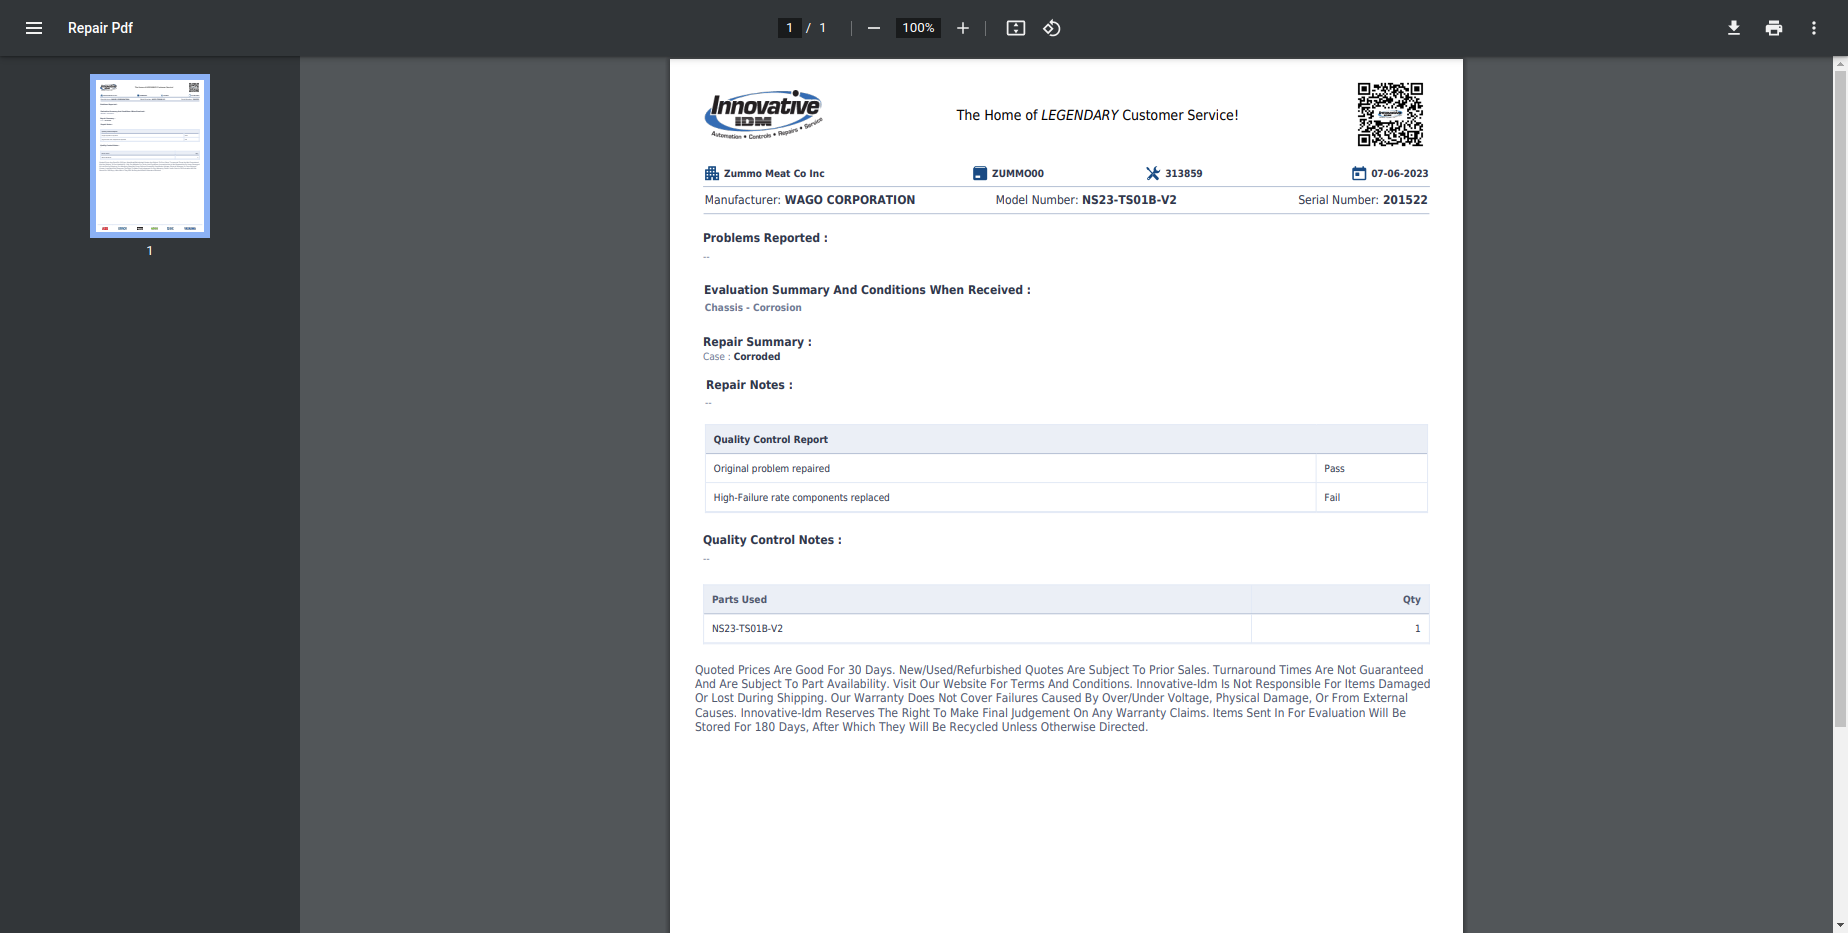 Repair Pdf
1 / 1
100%
1
Innovative
IDM
Automation • Controls • Repairs • Service
The Home of LEGENDARY Customer Service!
Zummo Meat Co Inc
ZUMMO00
313859
07-06-2023
Manufacturer: WAGO CORPORATION
Model Number: NS23-TS01B-V2
Serial Number: 201522
Problems Reported :
--
Evaluation Summary And Conditions When Received :
Chassis - Corrosion
Repair Summary :
Case : Corroded
Repair Notes :
--
Quality Control Report
Original problem repaired Pass
High-Failure rate components replaced Fail
Quality Control Notes :
--
Parts Used Qty
NS23-TS01B-V2 1
Quoted Prices Are Good For 30 Days. New/Used/Refurbished Quotes Are Subject To Prior Sales. Turnaround Times Are Not Guaranteed
And Are Subject To Part Availability. Visit Our Website For Terms And Conditions. Innovative-Idm Is Not Responsible For Items Damaged
Or Lost During Shipping. Our Warranty Does Not Cover Failures Caused By Over/Under Voltage, Physical Damage, Or From External
Causes. Innovative-Idm Reserves The Right To Make Final Judgement On Any Warranty Claims. Items Sent In For Evaluation Will Be
Stored For 180 Days, After Which They Will Be Recycled Unless Otherwise Directed.